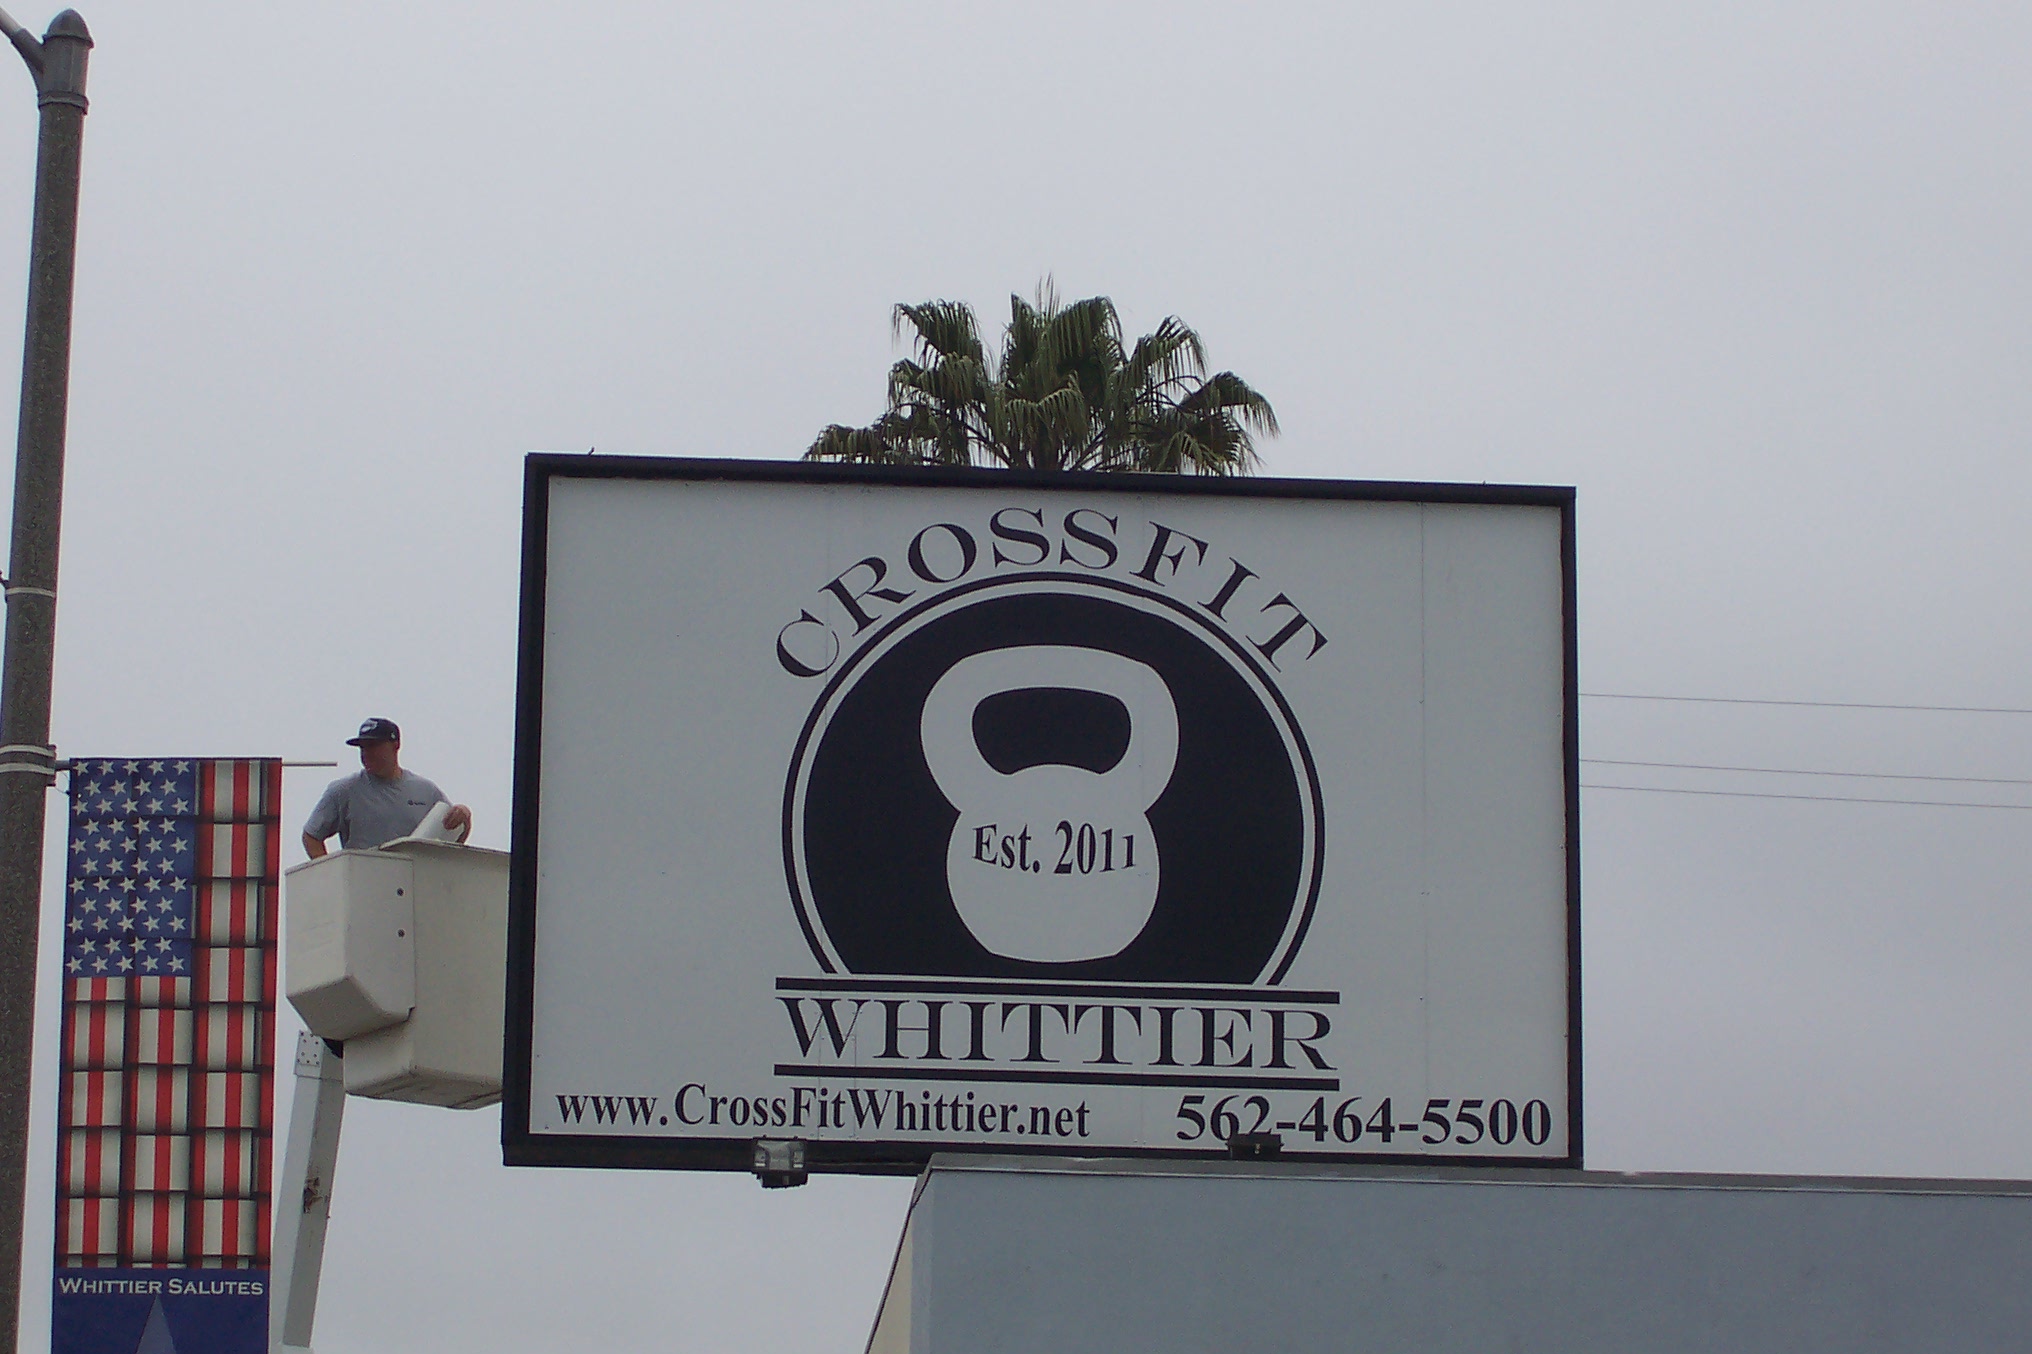 CROSSFIT
Est. 2011
WHITTIER
www.CrossFitWhittier.net 562-464-5500
WHITTIER SALUTES